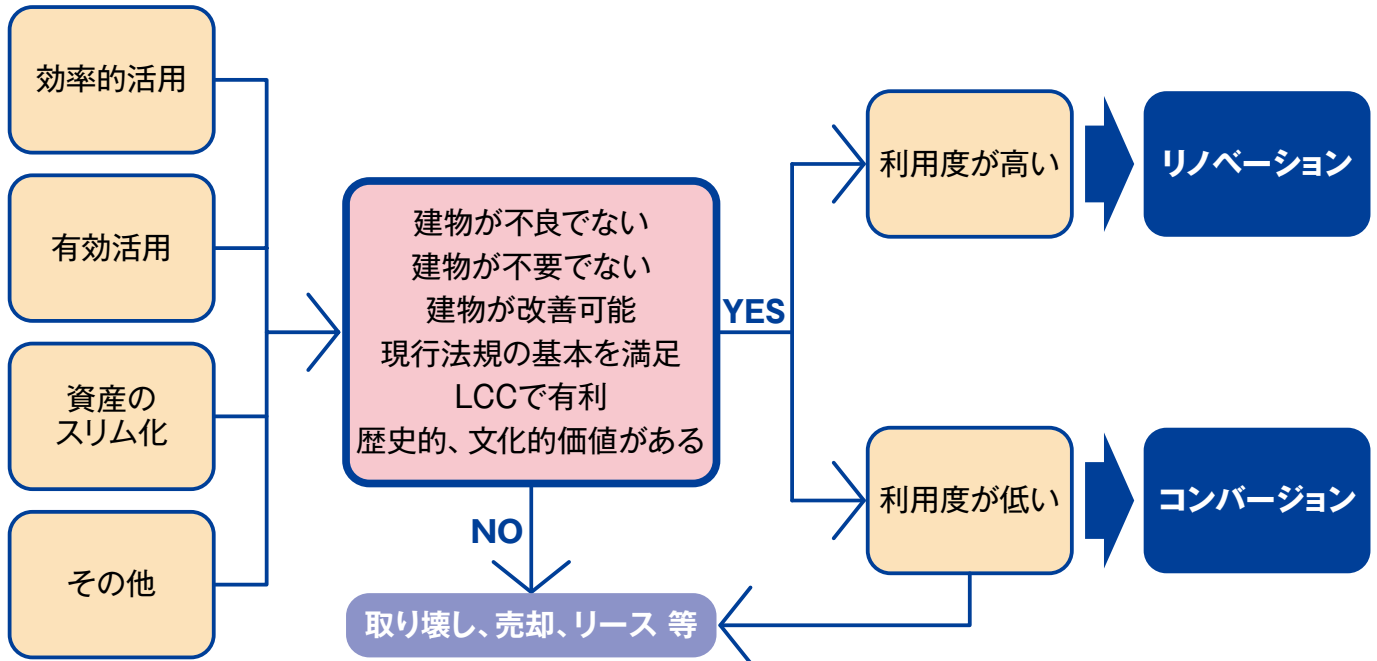 効率的活用
有効活用
資産の
スリム化
その他
建物が不良でない
建物が不要でない
建物が改善可能
現行法規の基本を満足
LCCで有利
歴史的、文化的価値がある
YES
NO
利用度が高い
リノベーション
利用度が低い
コンバージョン
取り壊し、売却、リース 等